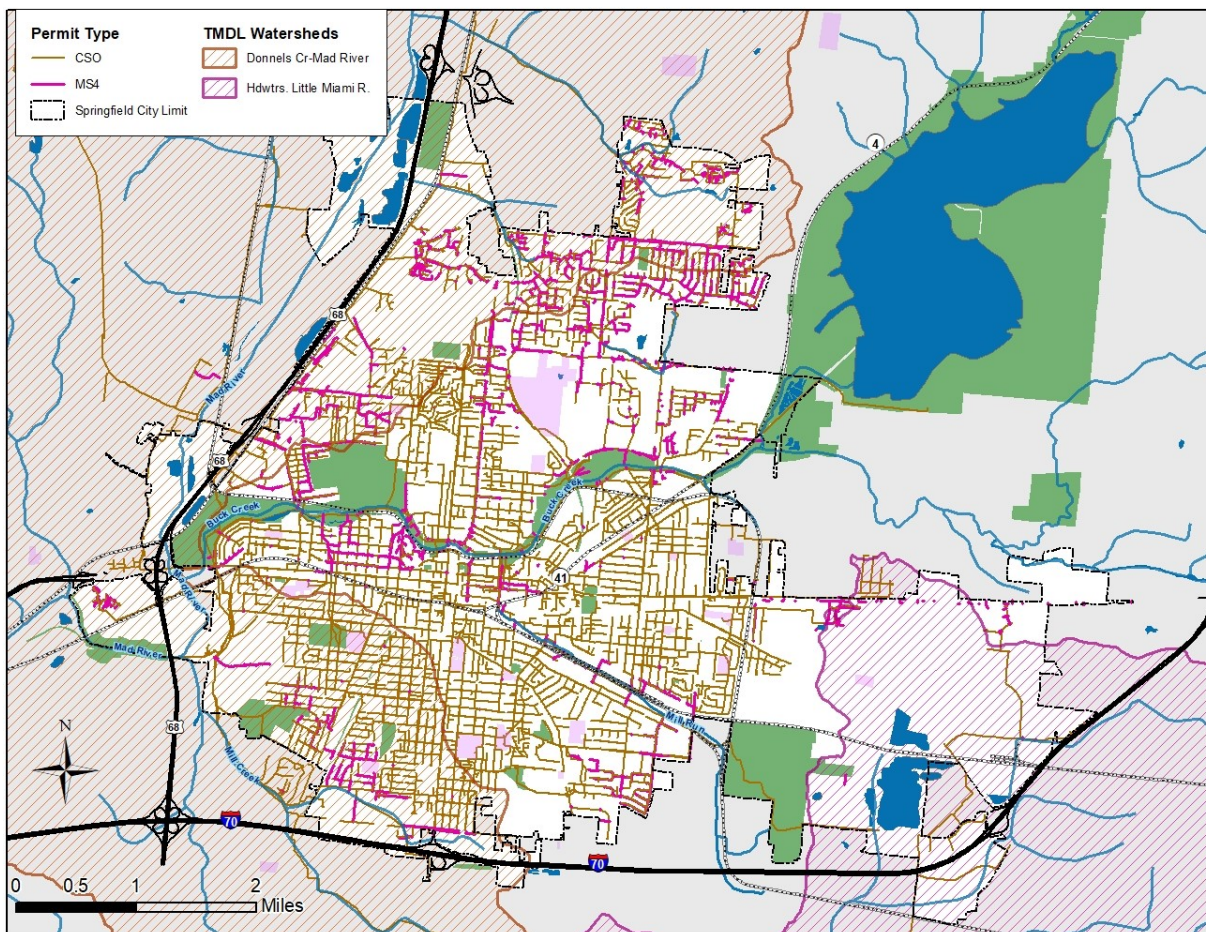 Permit Type
CSO
MS4
Springfield City Limit
TMDL Watersheds
Donnels Cr-Mad River
Hdwtrs. Little Miami R.
4
68
Mad River
68
Buck Creek
Buck Creek
41
Mad River
Mad River
68
Mill Run
Mill Creek
N
70
70
0 0.5 1 2
Miles